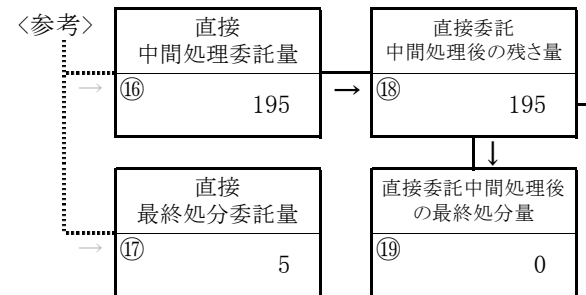 〈参考〉
直接
中間処理委託量
→
⑯
195
→
直接委託
中間処理後の残さ量
⑱
195
↓
直接
最終処分委託量
→
⑰
5
直接委託中間処理後
の最終処分量
⑲
0